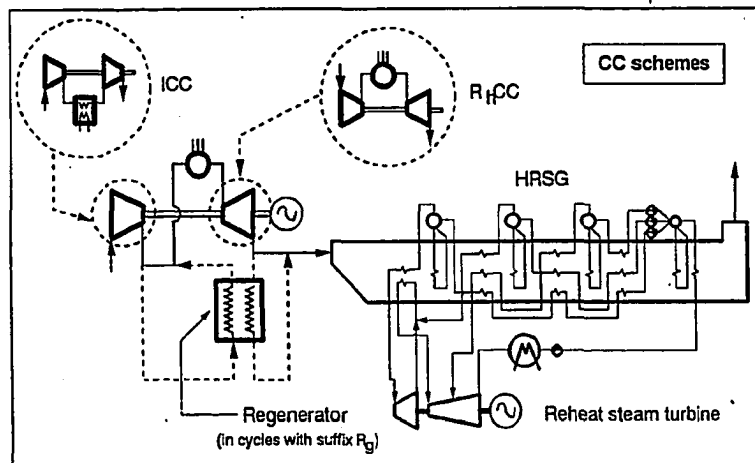 ICC
CC schemes
RHCC
HRSG
Regenerator
(in cycles with suffix Rg)
Reheat steam turbine